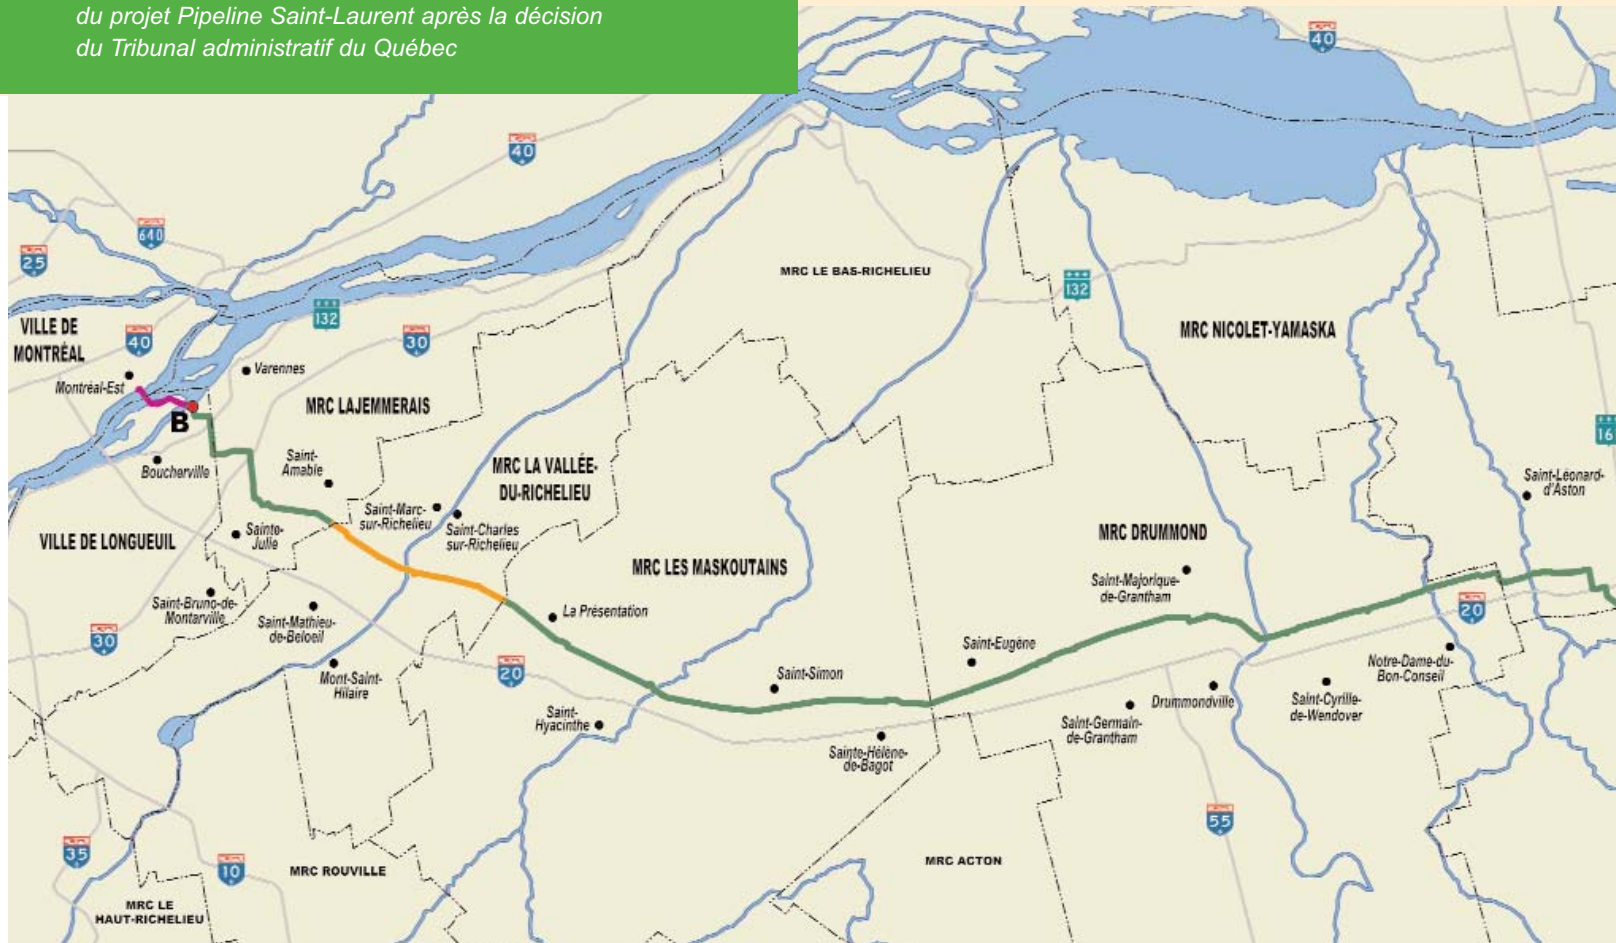 du projet Pipeline Saint-Laurent après la décision
du Tribunal administratif du Québec
40
40
640
25
MRC LE BAS-RICHELIEU
132
132
VILLE DE
MONTRÉAL
40
30
MRC NICOLET-YAMASKA
Varennes
Montréal-Est
MRC LAJEMMERAIS
B
16
Boucherville
Saint-
Amable
MRC LA VALLÉE-
DU-RICHELIEU
Saint-Léonard-
d'Aston
Saint-Marc-
sur-Richelieu
Saint-Charles
sur-Richelieu
Sainte-
Julie
VILLE DE LONGUEUIL
MRC DRUMMOND
MRC LES MASKOUTAINS
Saint-Majorique-
de-Grantham
Saint-Bruno-de-
Montarville
Saint-Mathieu-
de-Beloeil
La Présentation
20
30
Saint-Eugène
20
Mont-Saint-
Hilaire
Saint-Simon
Notre-Dame-du-
Bon-Conseil
Saint-
Hyacinthe
Drummondville
Saint-Cyrille-
de-Wendover
Saint-Germain-
de-Grantham
Sainte-Hélène-
de-Bagot
55
35
10
MRC ROUVILLE
MRC ACTON
MRC LE
HAUT-RICHELIEU